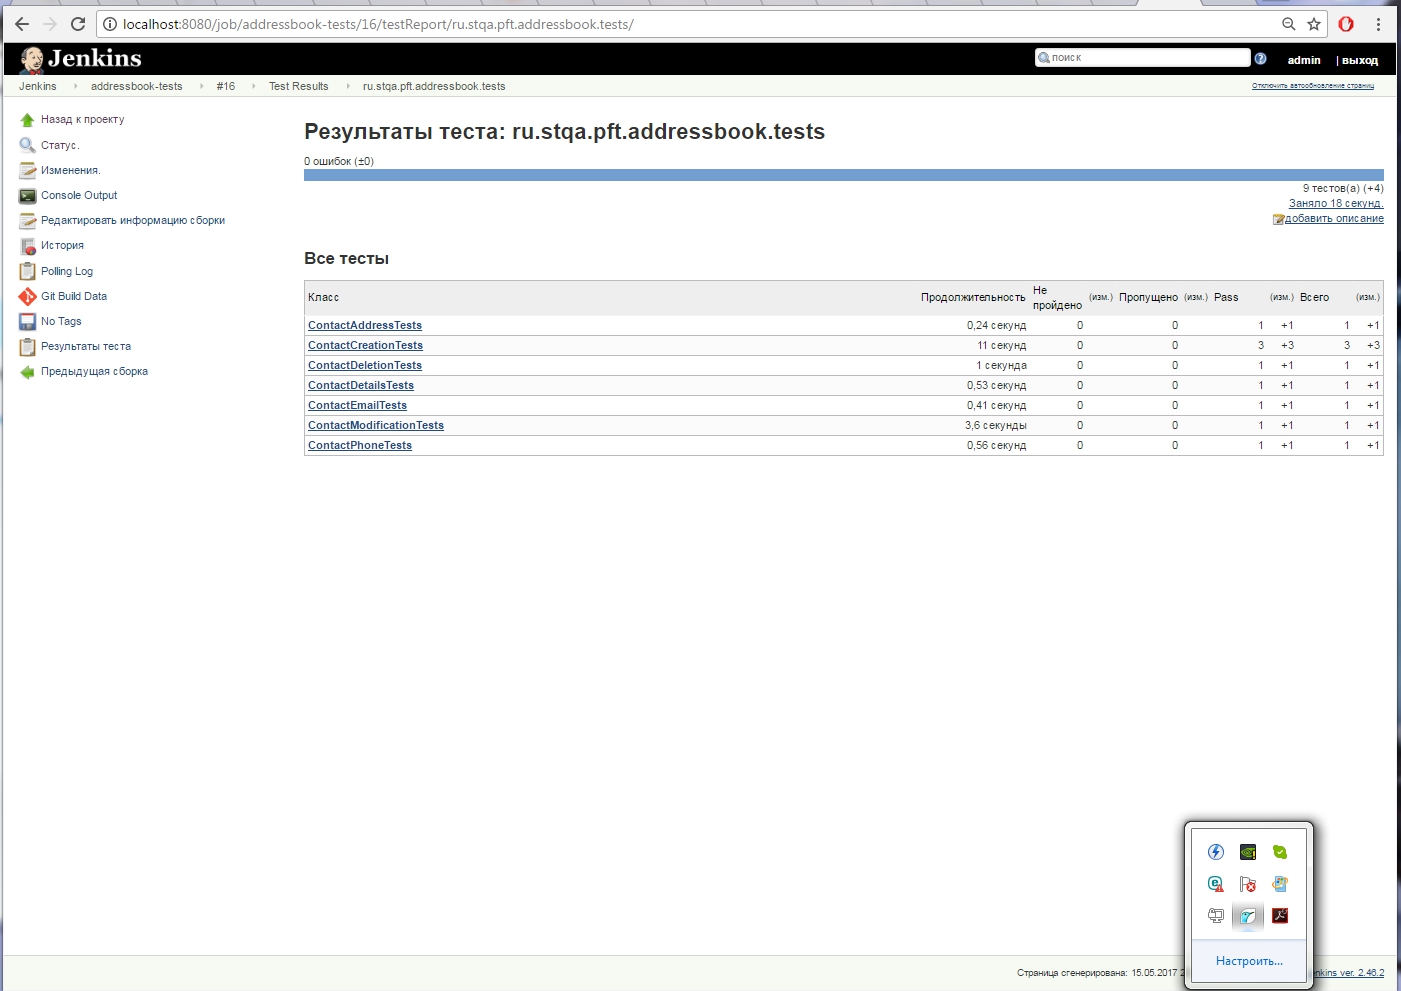 localhost:8080/job/addressbook-tests/16/testReport/ru.stqa.pft.addressbook.tests/
Jenkins
поиск
admin | выход
Jenkins addressbook-tests #16 Test Results ru.stqa.pft.addressbook.tests
Отключить автообновление страниц
Назад к проекту
Статус.
Изменения.
Console Output
Редактировать информацию сборки
История
Polling Log
Git Build Data
No Tags
Результаты теста
Предыдущая сборка
Результаты теста: ru.stqa.pft.addressbook.tests
0 ошибок (±0)
9 тестов(а) (+4)
Заняло 18 секунд.
добавить описание
Все тесты
Класс Продолжительность Не пройдено (изм.) Пропущено (изм.) Pass (изм.) Всего (изм.)
ContactAddressTests 0,24 секунд 0 0 1 +1 1 +1
ContactCreationTests 11 секунд 0 0 3 +3 3 +3
ContactDeletionTests 1 секунда 0 0 1 +1 1 +1
ContactDetailsTests 0,53 секунд 0 0 1 +1 1 +1
ContactEmailTests 0,41 секунд 0 0 1 +1 1 +1
ContactModificationTests 3,6 секунды 0 0 1 +1 1 +1
ContactPhoneTests 0,56 секунд 0 0 1 +1 1 +1
Настроить...
Страница сгенерирована: 15.05.2017
enkins ver. 2.46.2